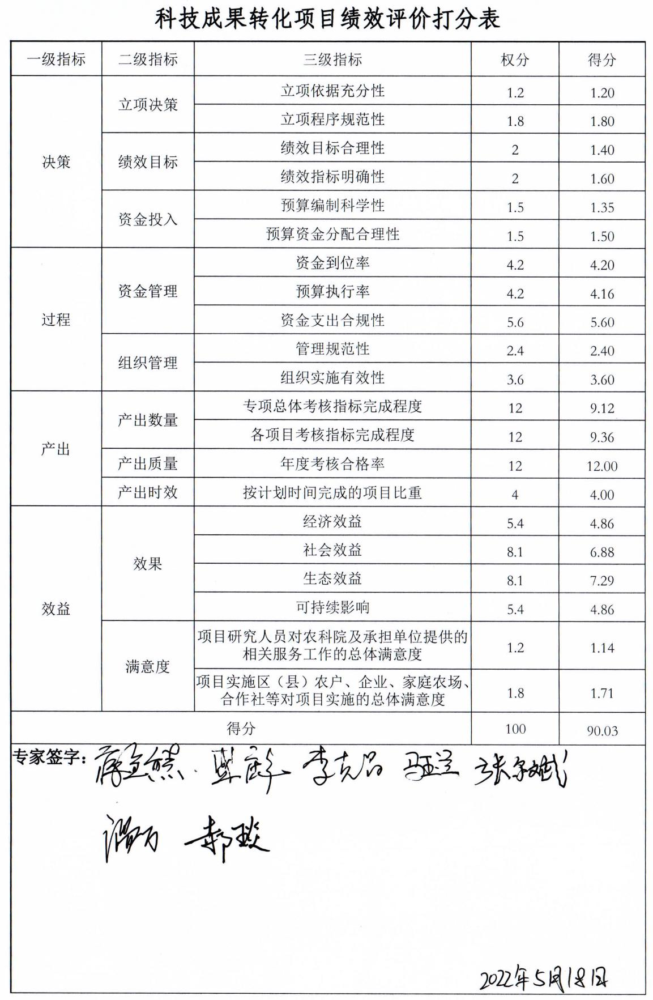 科技成果转化项目绩效评价打分表
一级指标 二级指标 三级指标 权分 得分
决策 立项决策 立项依据充分性 1.2 1.20
立项程序规范性 1.8 1.80
绩效目标 绩效目标合理性 2 1.40
绩效指标明确性 2 1.60
资金投入 预算编制科学性 1.5 1.35
预算资金分配合理性 1.5 1.50
过程 资金管理 资金到位率 4.2 4.20
预算执行率 4.2 4.16
资金支出合规性 5.6 5.60
组织管理 管理规范性 2.4 2.40
组织实施有效性 3.6 3.60
产出 产出数量 专项总体考核指标完成程度 12 9.12
各项目考核指标完成程度 12 9.36
产出质量 年度考核合格率 12 12.00
产出时效 按计划时间完成的项目比重 4 4.00
效益 效果 经济效益 5.4 4.86
社会效益 8.1 6.88
生态效益 8.1 7.29
可持续影响 5.4 4.86
满意度 项目研究人员对农科院及承担单位提供的
相关服务工作的总体满意度 1.2 1.14
项目实施区（县）农户、企业、家庭农场、
合作社等对项目实施的总体满意度 1.8 1.71
得分 100 90.03
专家签字： 李克昌 马玉兰
郝琰
2022年5月18日